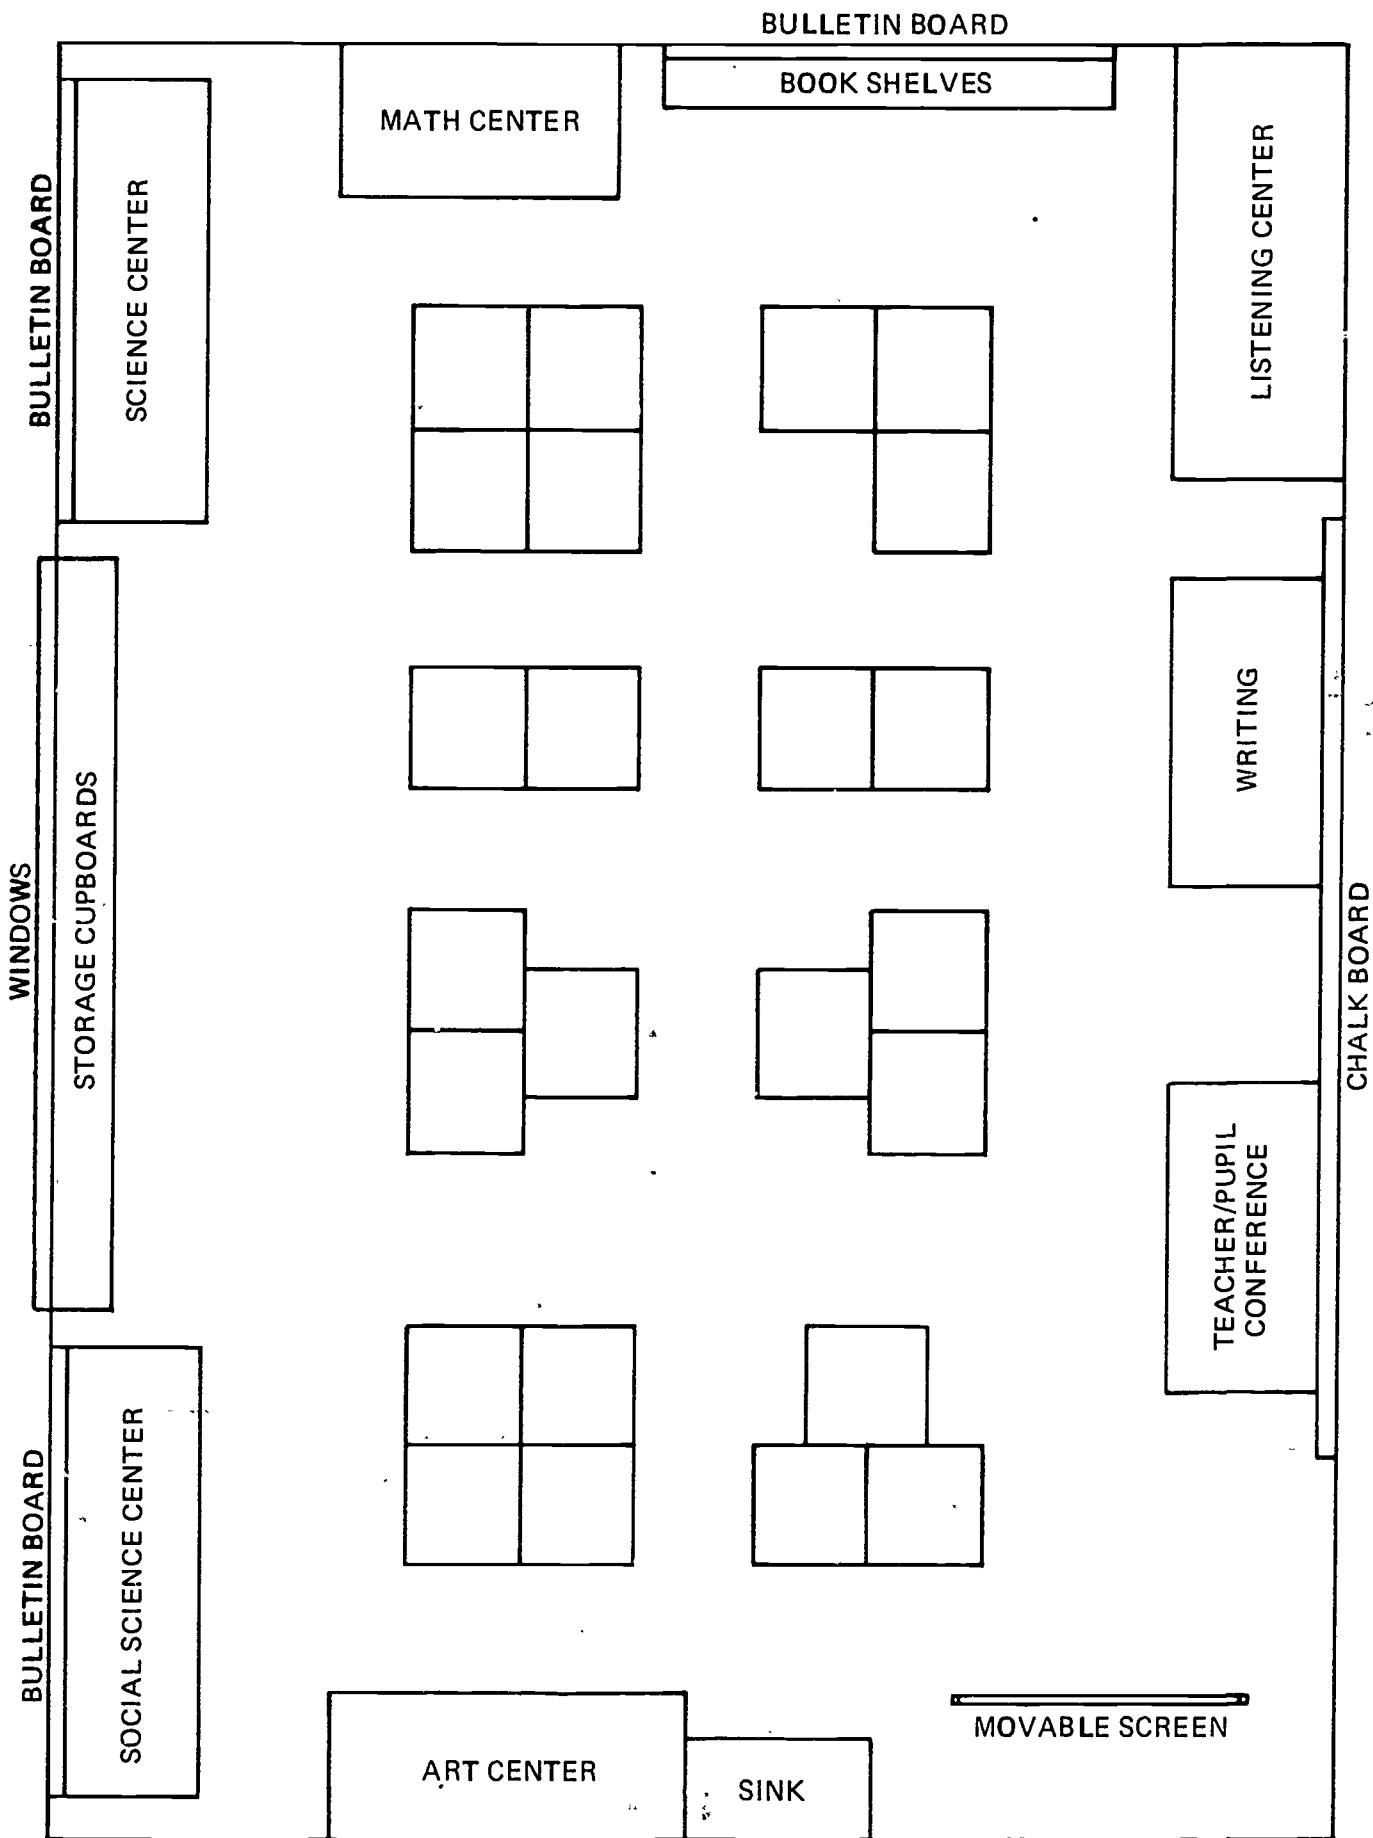 BULLETIN BOARD
BOOK SHELVES
MATH CENTER
BULLETIN BOARD
SCIENCE CENTER
LISTENING CENTER
WINDOWS
STORAGE CUPBOARDS
WRITING
CHALK BOARD
TEACHER/PUPIL
CONFERENCE
BULLETIN BOARD
SOCIAL SCIENCE CENTER
ART CENTER
SINK
MOVABLE SCREEN